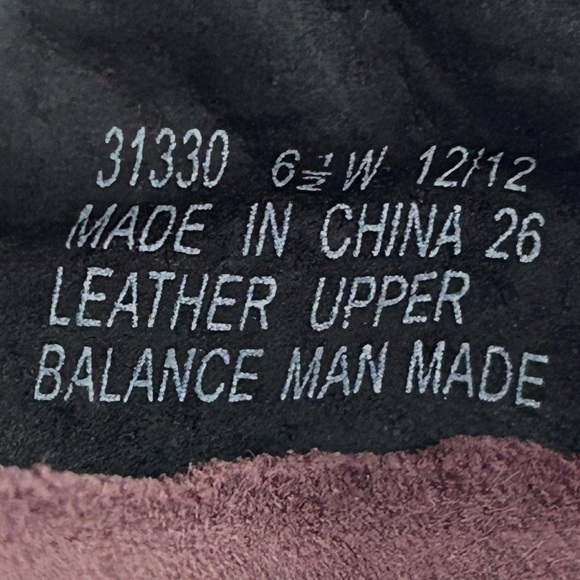 31330 6½W 12/12
MADE IN CHINA 26
LEATHER UPPER
BALANCE MAN MADE